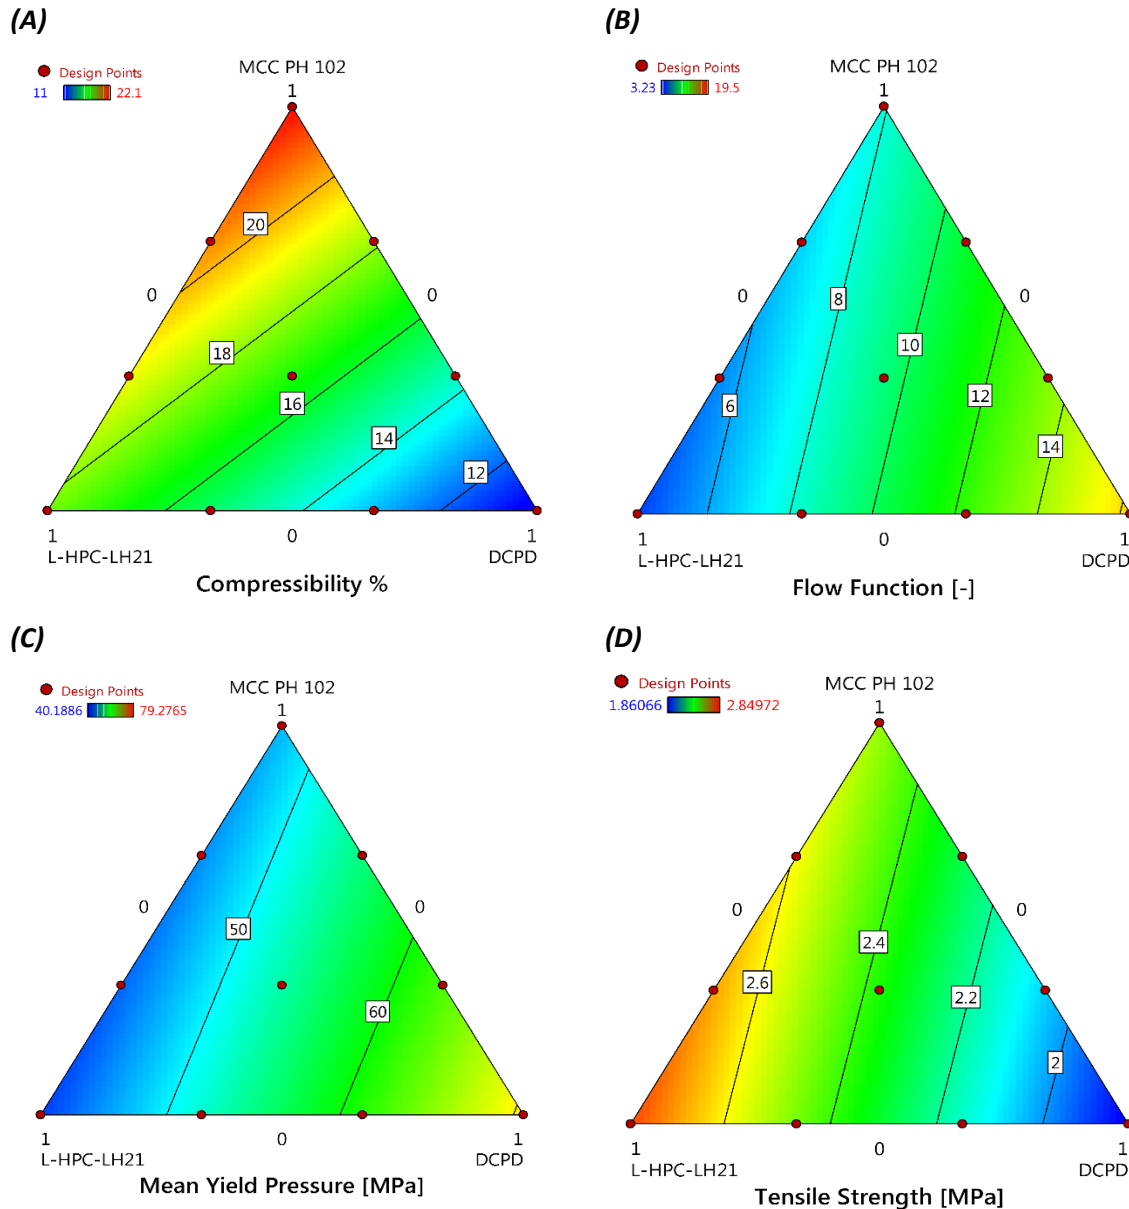 (A)
Design Points
11 22.1
MCC PH 102
1
20
0 0
18
16
14
12
1 0 1
L-HPC-LH21 DCPD
Compressibility %
(B)
Design Points
3.23 19.5
MCC PH 102
1
0 0
8
10
12
6
14
1 0 1
L-HPC-LH21 DCPD
Flow Function [-]
(C)
Design Points
40.1886 79.2765
MCC PH 102
1
0 0
50
60
1 0 1
L-HPC-LH21 DCPD
Mean Yield Pressure [MPa]
(D)
Design Points
1.86066 2.84972
MCC PH 102
1
0 0
2.4
2.6
2.2
2
1 0 1
L-HPC-LH21 DCPD
Tensile Strength [MPa]